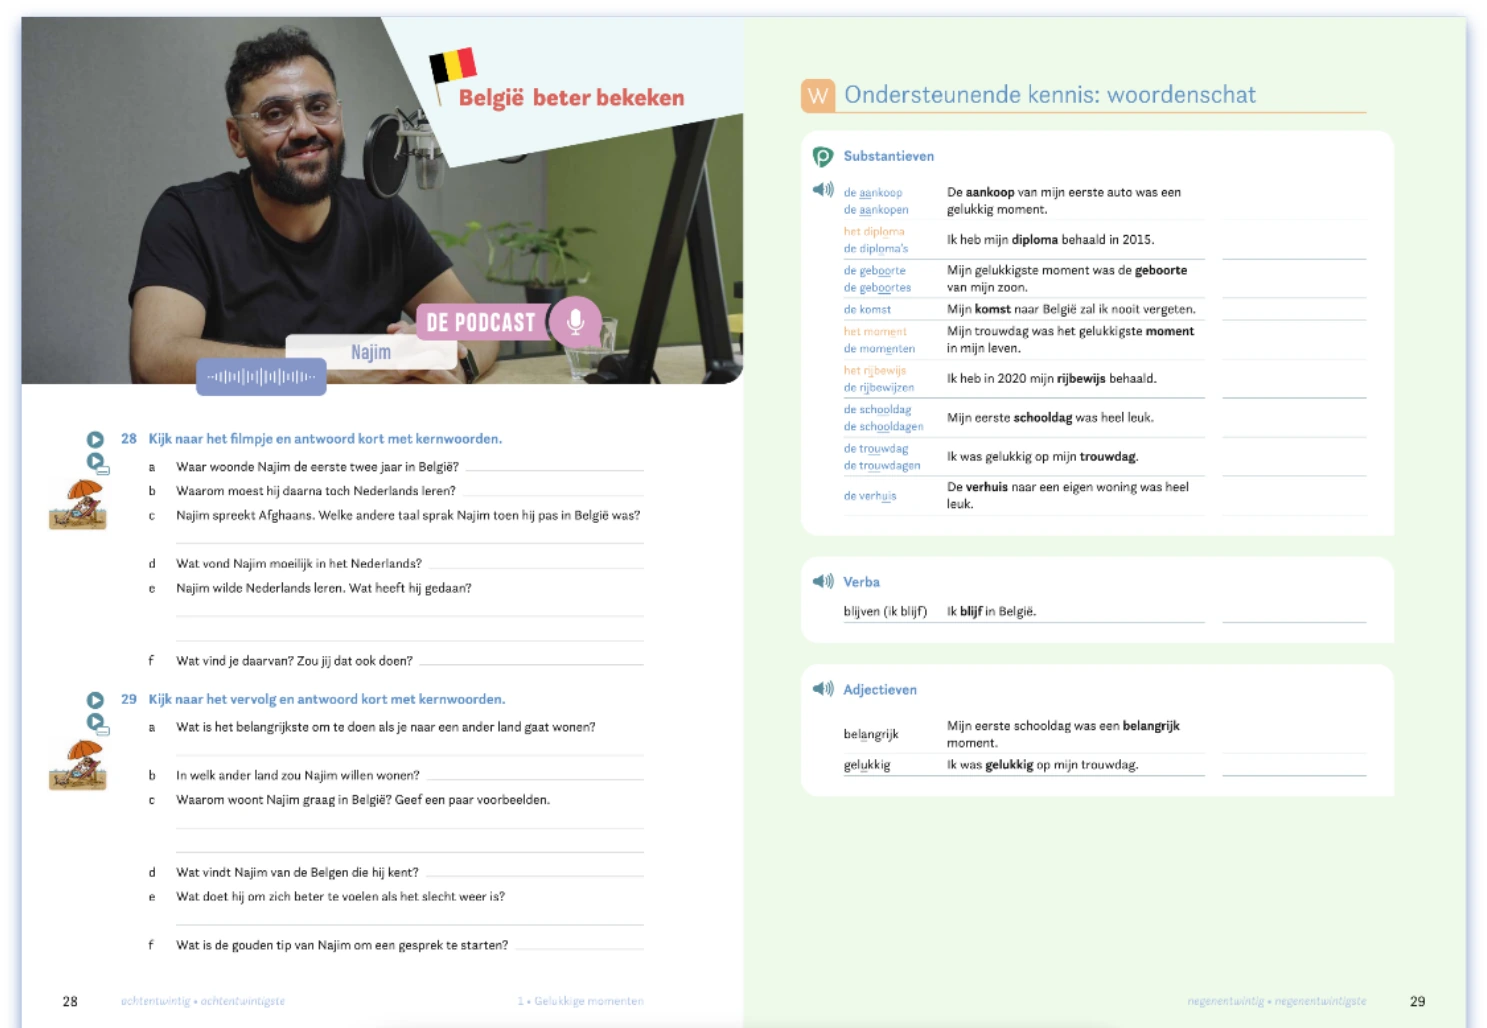 België beter bekeken
DE PODCAST
Najim
28 Kijk naar het filmpje en antwoord kort met kernwoorden.
a Waar woonde Najim de eerste twee jaar in België?
b Waarom moest hij daarna toch Nederlands leren?
c Najim spreekt Afghaans. Welke andere taal sprak Najim toen hij pas in België was?
d Wat vond Najim moeilijk in het Nederlands?
e Najim wilde Nederlands leren. Wat heeft hij gedaan?
f Wat vind je daarvan? Zou jij dat ook doen?
29 Kijk naar het vervolg en antwoord kort met kernwoorden.
a Wat is het belangrijkste om te doen als je naar een ander land gaat wonen?
b In welk ander land zou Najim willen wonen?
c Waarom woont Najim graag in België? Geef een paar voorbeelden.
d Wat vindt Najim van de Belgen die hij kent?
e Wat doet hij om zich beter te voelen als het slecht weer is?
f Wat is de gouden tip van Najim om een gesprek te starten?
28 achtentwintig • achtentwintigste 1 • Gelukkige momenten
W Ondersteunende kennis: woordenschat
Substantieven
de aankoop De aankoop van mijn eerste auto was een
de aankopen gelukkig moment.
het diploma
de diploma's Ik heb mijn diploma behaald in 2015.
de geboorte Mijn gelukkigste moment was de geboorte
de geboortes van mijn zoon.
de komst Mijn komst naar België zal ik nooit vergeten.
het moment Mijn trouwdag was het gelukkigste moment
de momenten in mijn leven.
het rijbewijs
de rijbewijzen Ik heb in 2020 mijn rijbewijs behaald.
de schooldag
de schooldagen Mijn eerste schooldag was heel leuk.
de trouwdag
de trouwdagen Ik was gelukkig op mijn trouwdag.
de verhuis De verhuis naar een eigen woning was heel
leuk.
Verba
blijven (ik blijf) Ik blijf in België.
Adjectieven
belangrijk Mijn eerste schooldag was een belangrijk
moment.
gelukkig Ik was gelukkig op mijn trouwdag.
negenentwintig • negenentwintigste 29